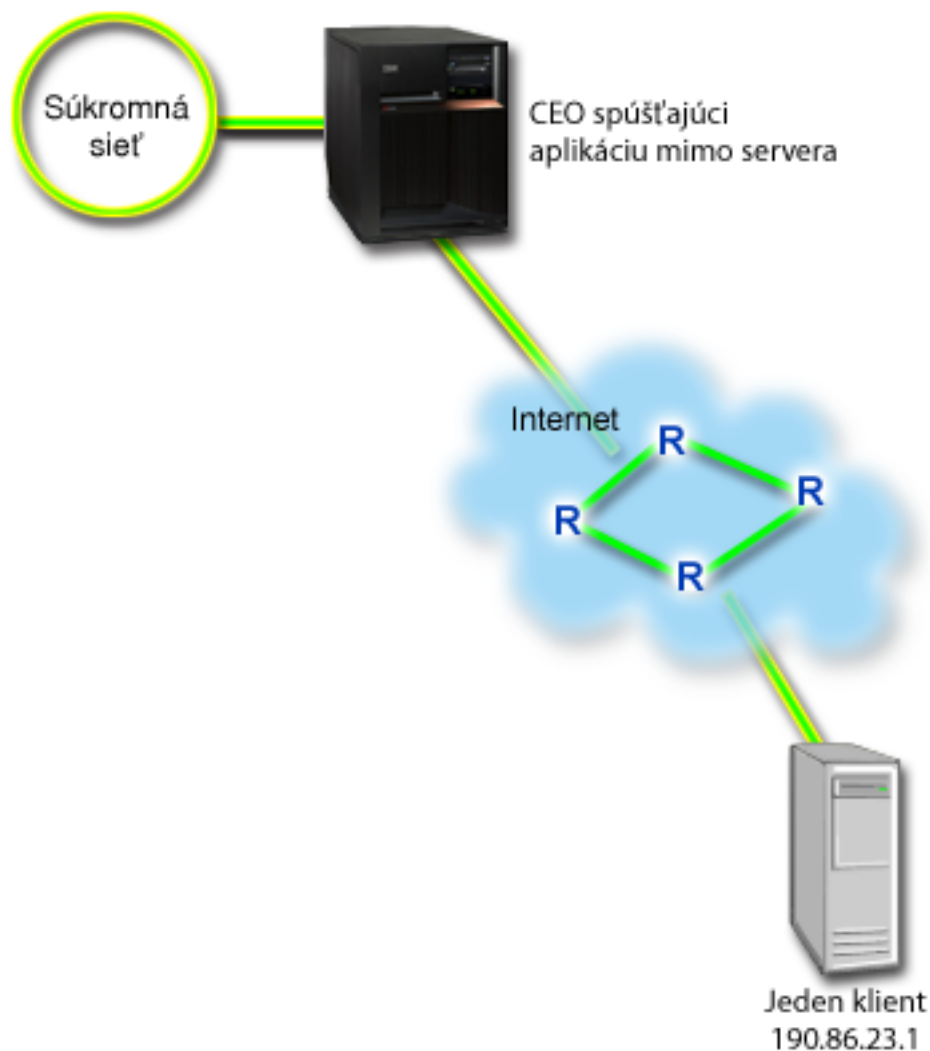 Súkromná
sieť
CEO spúšťajúci
aplikáciu mimo servera
Internet
R
R
R
R
Jeden klient
190.86.23.1